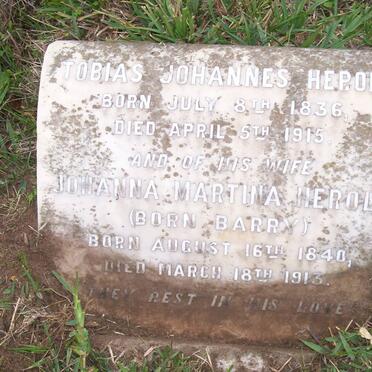 TOBIAS JOHANNES HEROL
BORN JULY 8TH 1836,
DIED APRIL 5TH 1915.
AND OF HIS WIFE
JOHANNA MARTHA HEROL
(BORN BARRY)
BORN AUGUST 16TH 1840,
DIED MARCH 18TH 1913.
THEY REST IN HIS LOVE